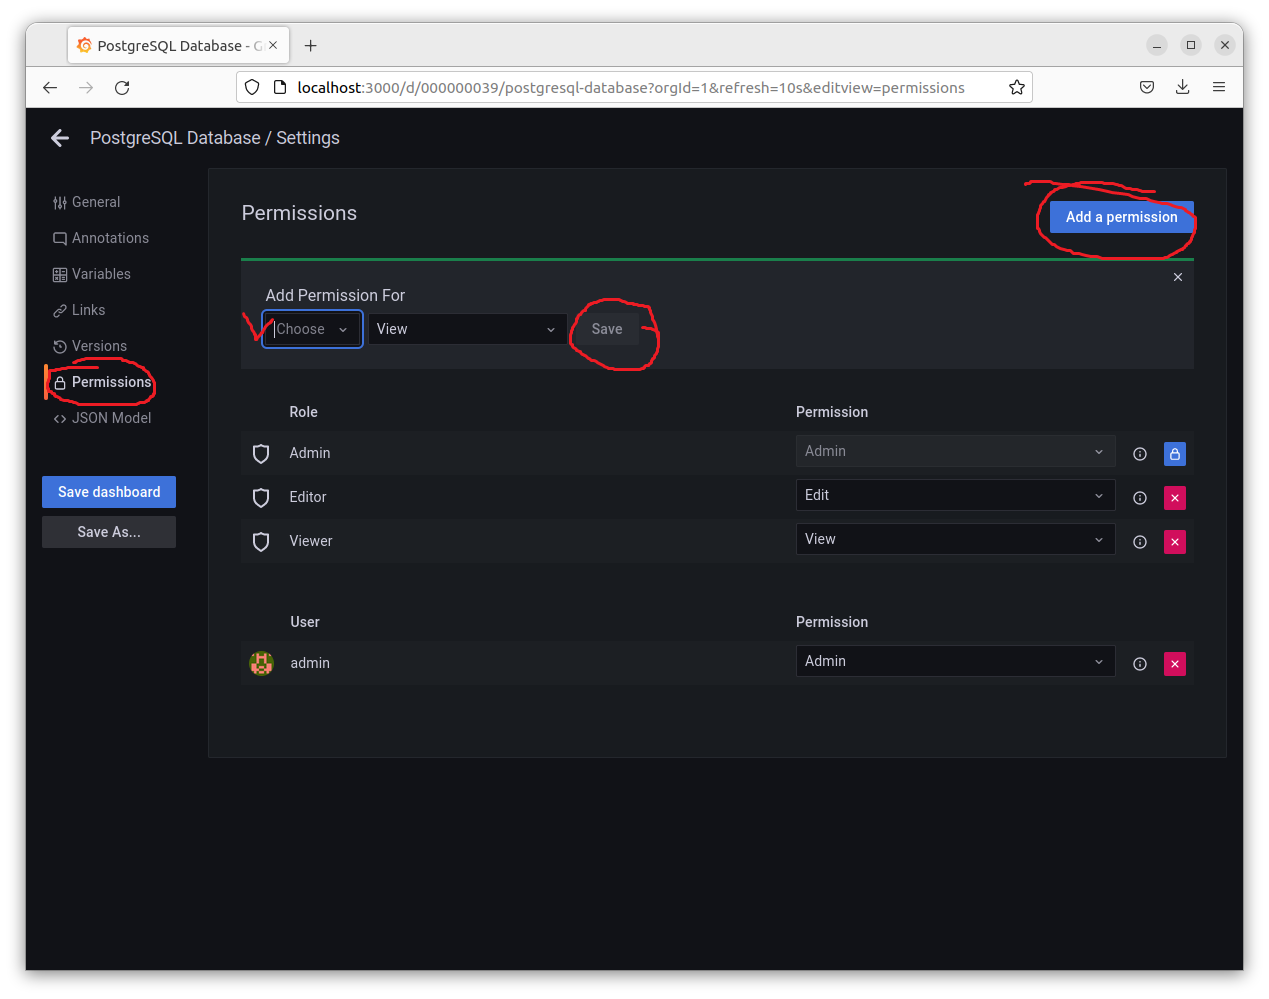 PostgreSQL Database - G
localhost:3000/d/000000039/postgresql-database?orgId=1&refresh=10s&editview=permissions
PostgreSQL Database / Settings
General
Annotations
Variables
Links
Versions
Permissions
JSON Model
Save dashboard
Save As...
Permissions
Add a permission
Add Permission For
Choose
View
Save
Role Permission
Admin Admin
Editor Edit
Viewer View
User Permission
admin Admin